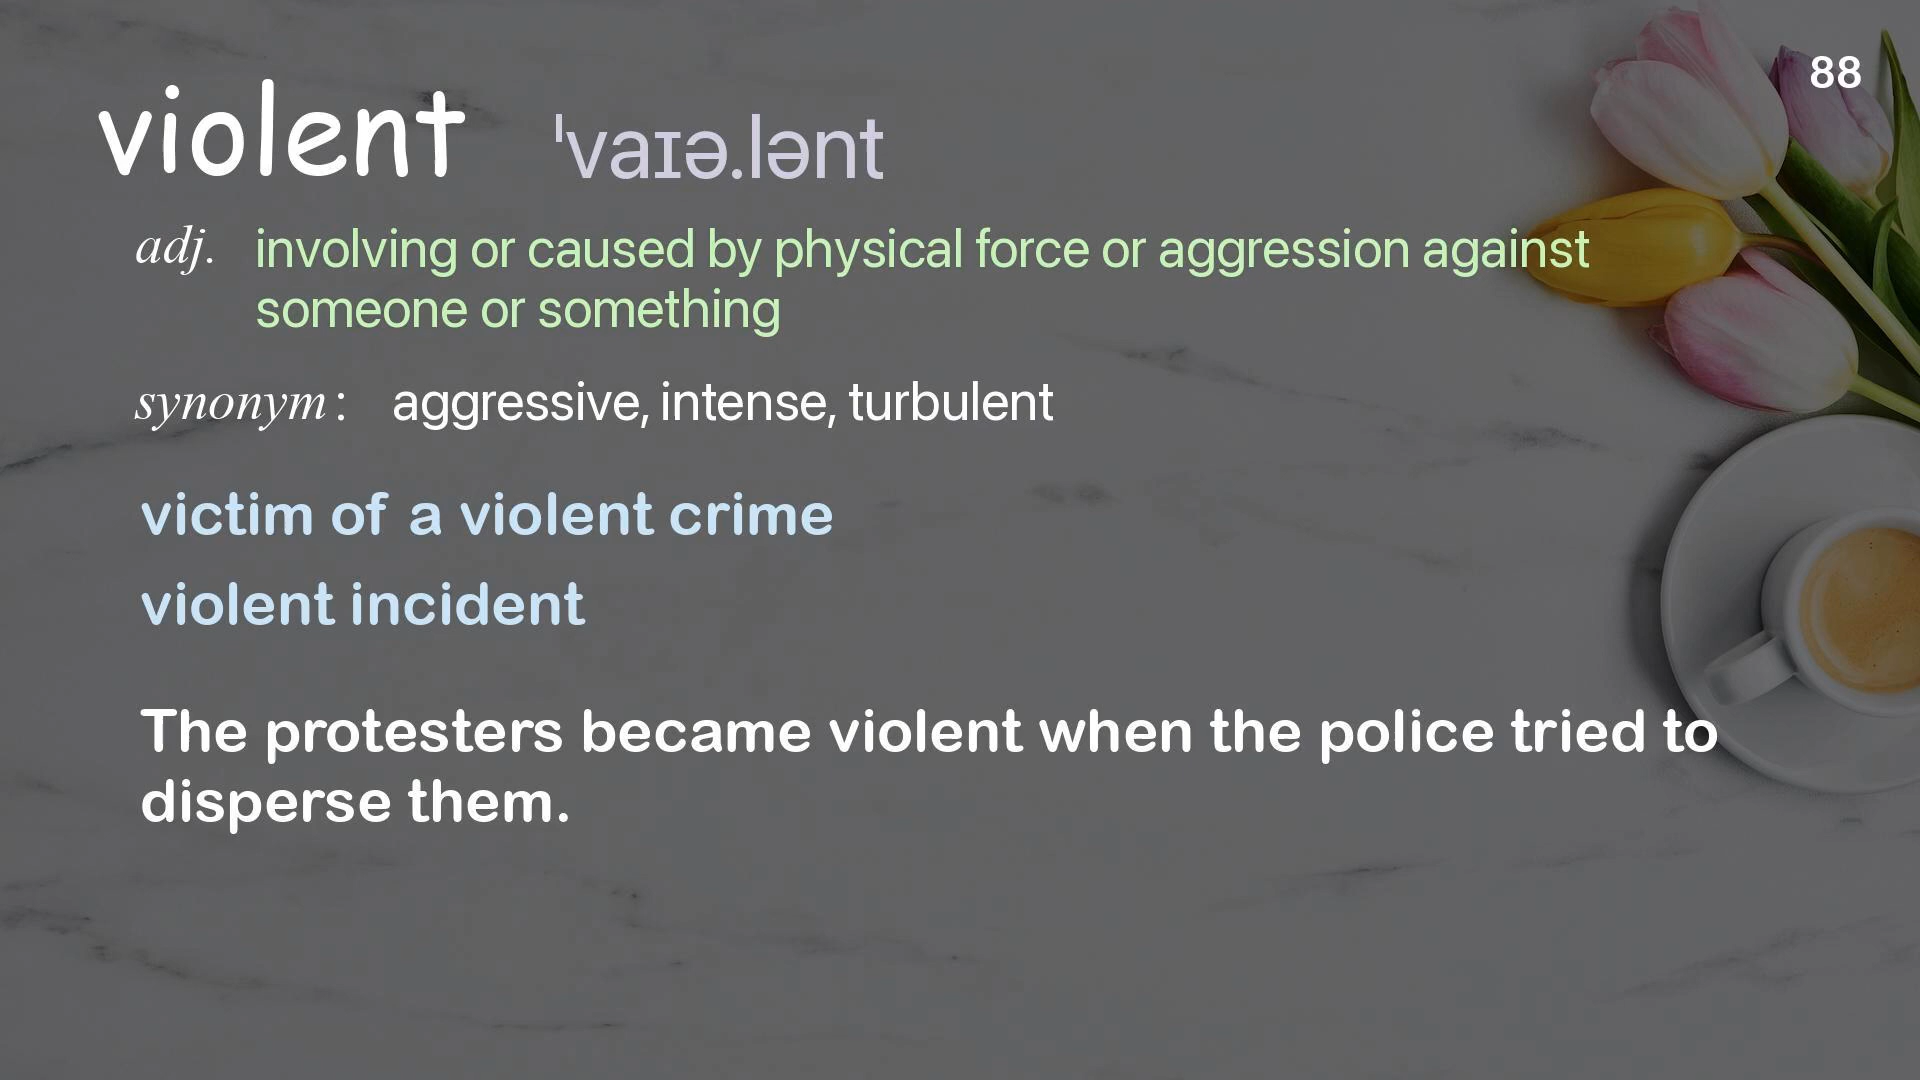 88
violent ˈvaɪə.lənt
adj. involving or caused by physical force or aggression against
someone or something
synonym : aggressive, intense, turbulent
victim of a violent crime
violent incident
The protesters became violent when the police tried to
disperse them.